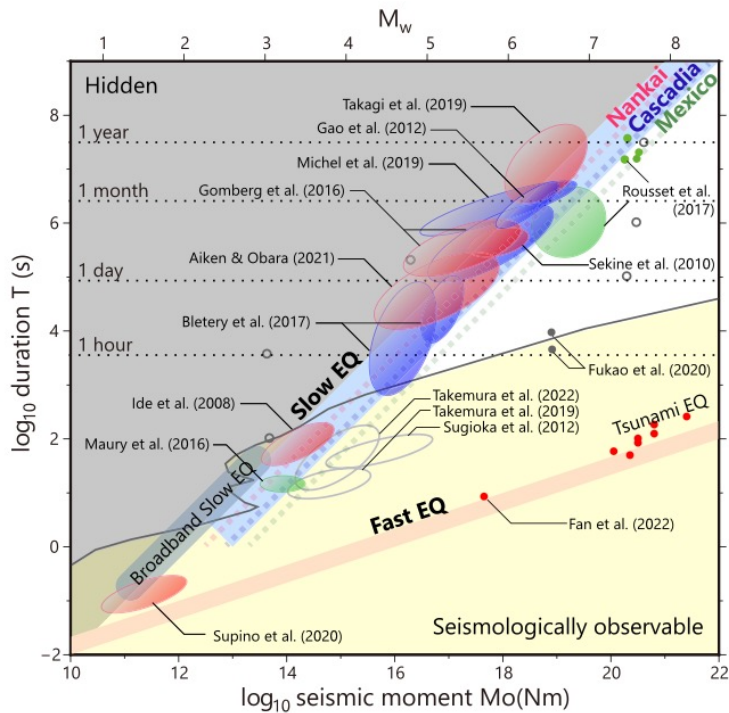 M_w
1 2 3 4 5 6 7 8
Hidden
Nankai
Cascadia
Mexico
Takagi et al. (2019)
Gao et al. (2012)
1 year
Michel et al. (2019)
1 month
Gomberg et al. (2016)
Rousset et al.
(2017)
Aiken & Obara (2021)
Sekine et al. (2010)
1 day
Bletery et al. (2017)
1 hour
Slow EQ
Fukao et al. (2020)
Ide et al. (2008)
Takemura et al. (2022)
Takemura et al. (2019)
Sugioka et al. (2012)
Maury et al. (2016)
Tsunami EQ
Broadband Slow EQ
Fast EQ
Fan et al. (2022)
Supino et al. (2020)
Seismologically observable
8
6
4
2
0
−2
log₁₀ duration T (s)
10 12 14 16 18 20 22
log₁₀ seismic moment Mo(Nm)